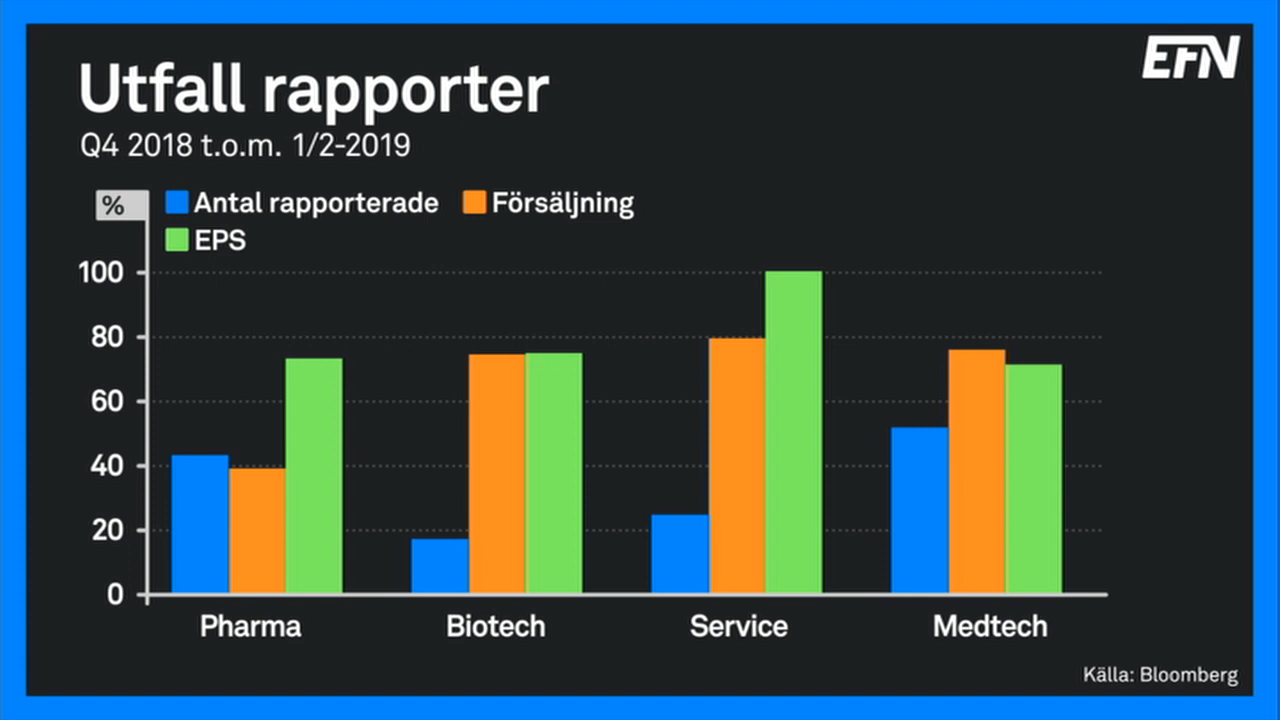 EFN
Utfall rapporter
Q4 2018 t.o.m. 1/2-2019
% Antal rapporterade Försäljning
EPS
100
80
60
40
20
0
Pharma Biotech Service Medtech
Källa: Bloomberg